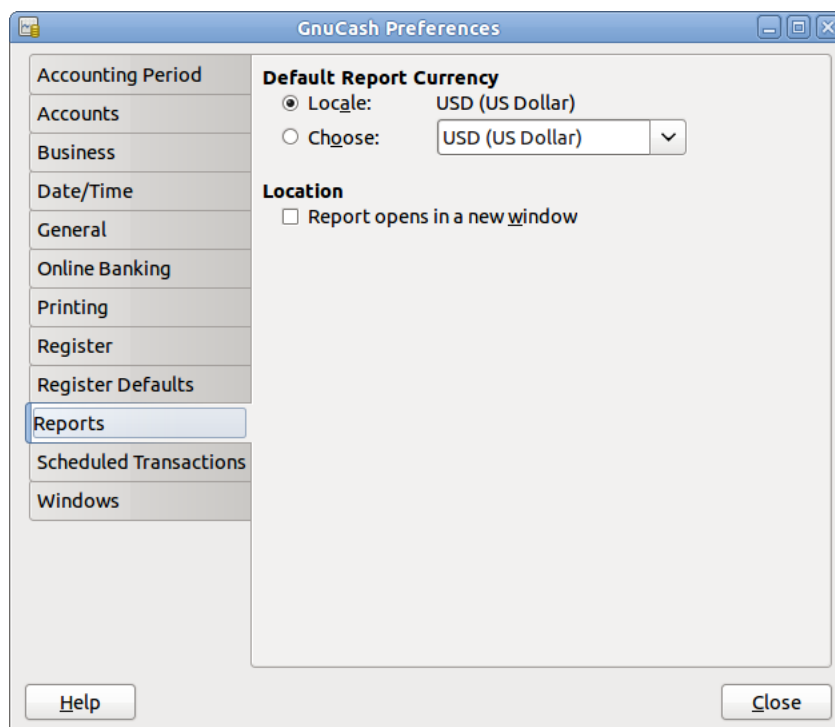 GnuCash Preferences
Accounting Period
Accounts
Business
Date/Time
General
Online Banking
Printing
Register
Register Defaults
Reports
Scheduled Transactions
Windows
Default Report Currency
Locale: USD (US Dollar)
Choose: USD (US Dollar)
Location
Report opens in a new window
Help
Close